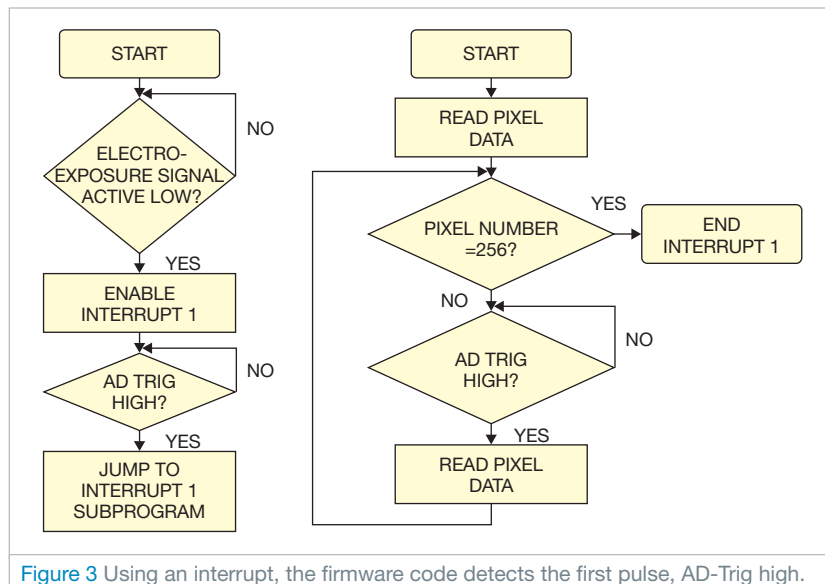 START
NO
ELECTRO-
EXPOSURE SIGNAL
ACTIVE LOW?
YES
ENABLE
INTERRUPT 1
NO
AD TRIG
HIGH?
YES
JUMP TO
INTERRUPT 1
SUBPROGRAM
START
READ PIXEL
DATA
PIXEL NUMBER
=256?
YES
END
INTERRUPT 1
NO
AD TRIG
HIGH?
NO
YES
READ PIXEL
DATA
Figure 3 Using an interrupt, the firmware code detects the first pulse, AD-Trig high.